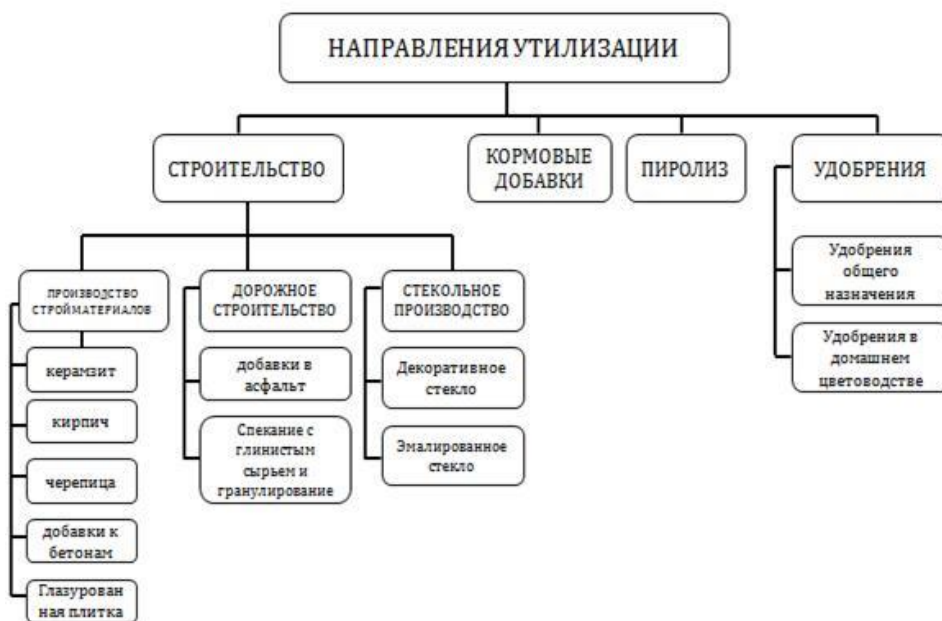 НАПРАВЛЕНИЯ УТИЛИЗАЦИИ
СТРОИТЕЛЬСТВО
КОРМОВЫЕ
ДОБАВКИ
ПИРОЛИЗ
УДОБРЕНИЯ
ПРОИЗВОДСТВО
СТРОЙМАТЕРИАЛОВ
керамзит
кирпич
черепица
добавки к
бетонам
Глазурован
ная плитка
ДОРОЖНОЕ
СТРОИТЕЛЬСТВО
добавки в
асфальт
Спекание с
глинистым
сырьем и
гранулирование
СТЕКОЛЬНОЕ
ПРОИЗВОДСТВО
Декоративное
стекло
Эмалированное
стекло
Удобрения
общего
назначения
Удобрения в
домашнем
цветоводстве